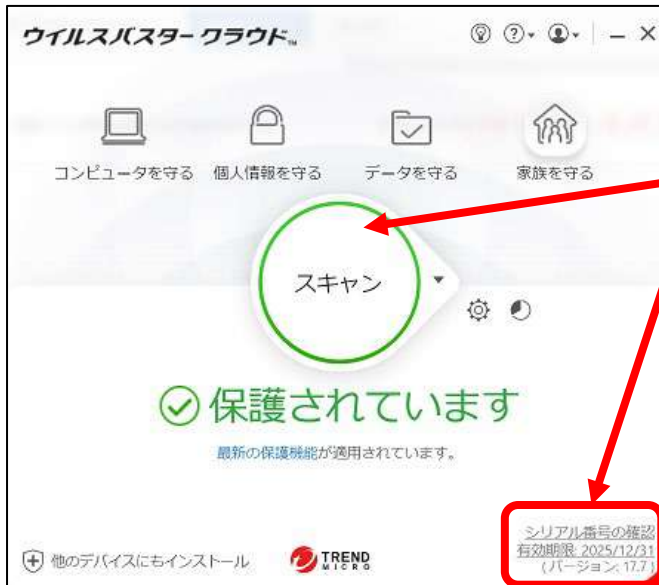 ウイルスバスター クラウド™
コンピュータを守る 個人情報を守る データを守る 家族を守る
スキャン
保護されています
最新の保護機能が適用されています。
シリアル番号の確認
有効期限: 2025/12/31
(バージョン: 17.7)
他のデバイスにもインストール
TREND
MICRO